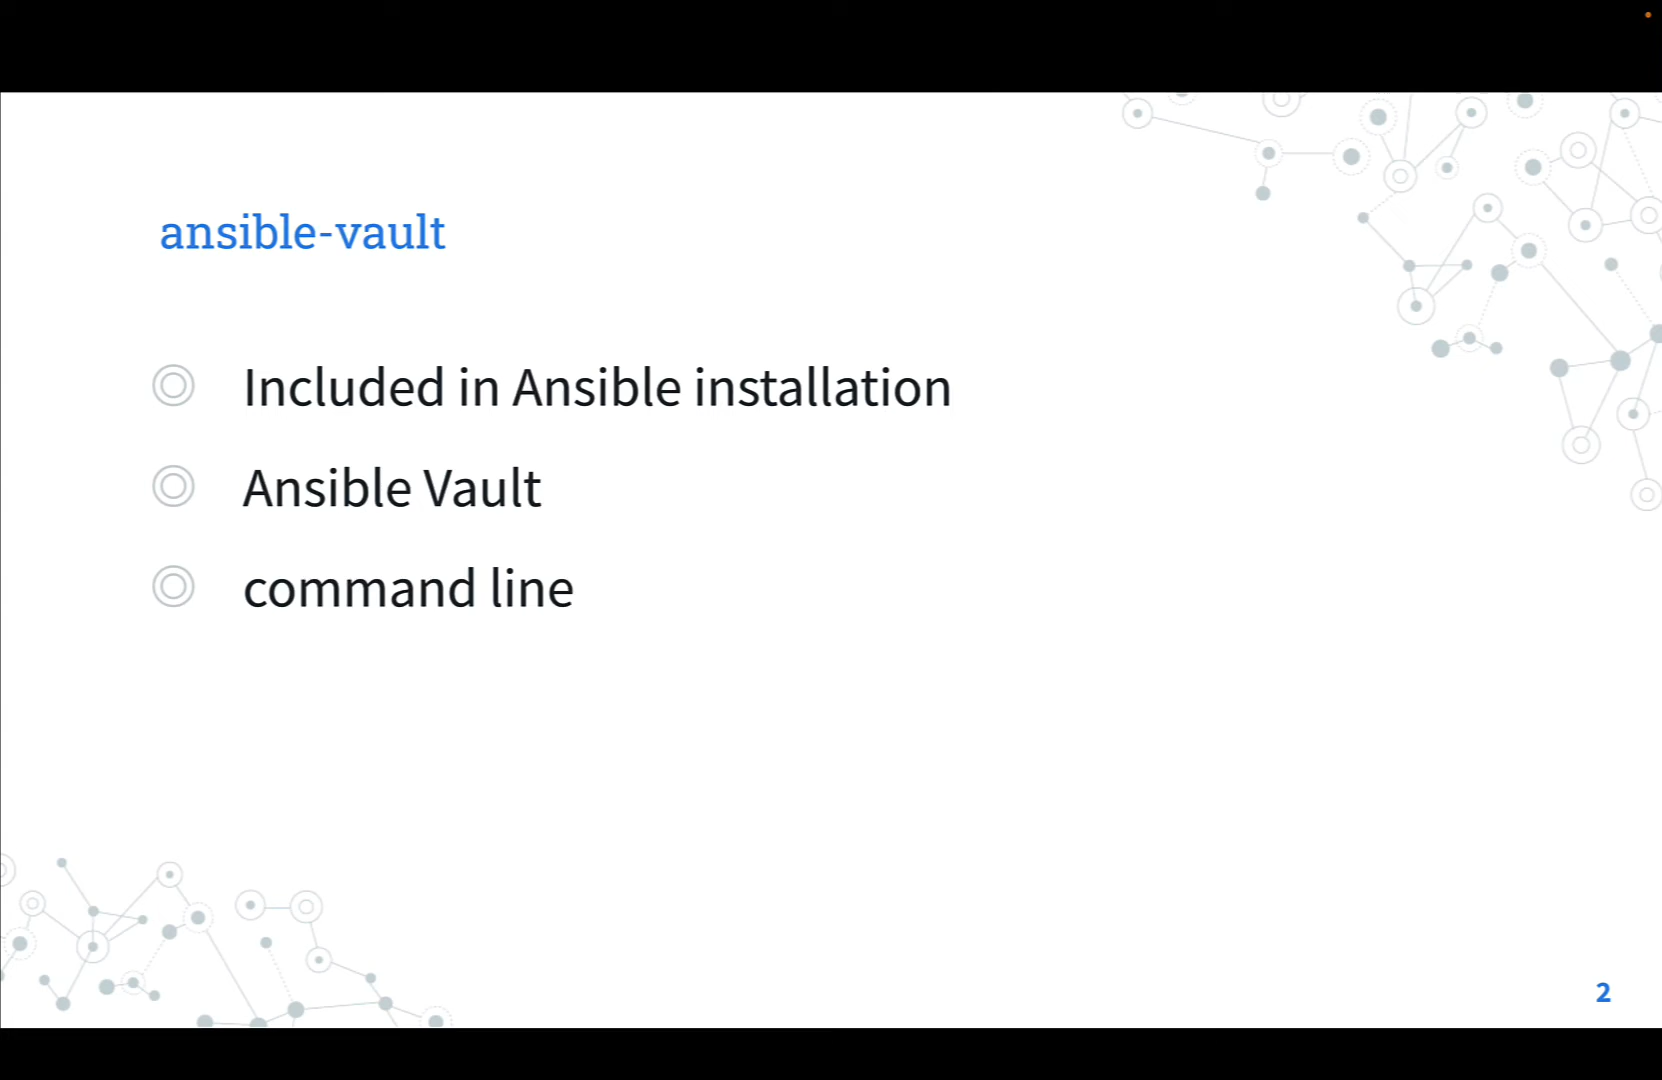 ansible-vault
Included in Ansible installation
Ansible Vault
command line
2